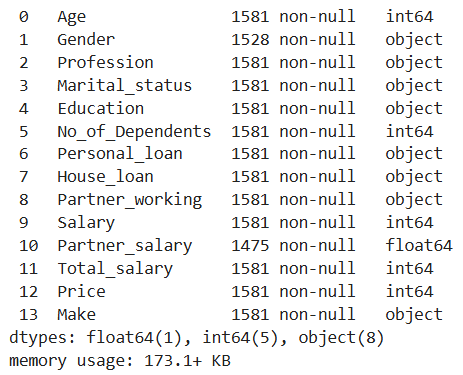 0 Age 1581 non-null int64
1 Gender 1528 non-null object
2 Profession 1581 non-null object
3 Marital_status 1581 non-null object
4 Education 1581 non-null object
5 No_of_Dependents 1581 non-null int64
6 Personal_loan 1581 non-null object
7 House_loan 1581 non-null object
8 Partner_working 1581 non-null object
9 Salary 1581 non-null int64
10 Partner_salary 1475 non-null float64
11 Total_salary 1581 non-null int64
12 Price 1581 non-null int64
13 Make 1581 non-null object
dtypes: float64(1), int64(5), object(8)
memory usage: 173.1+ KB